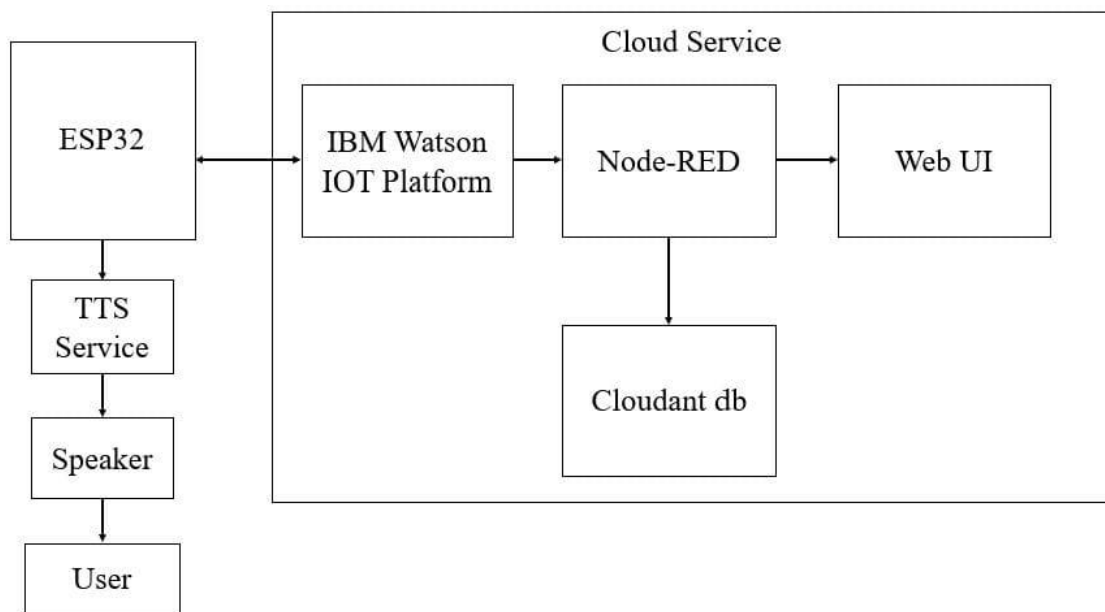 Cloud Service
ESP32
IBM Watson
IOT Platform
Node-RED
Web UI
TTS
Service
Cloudant db
Speaker
User